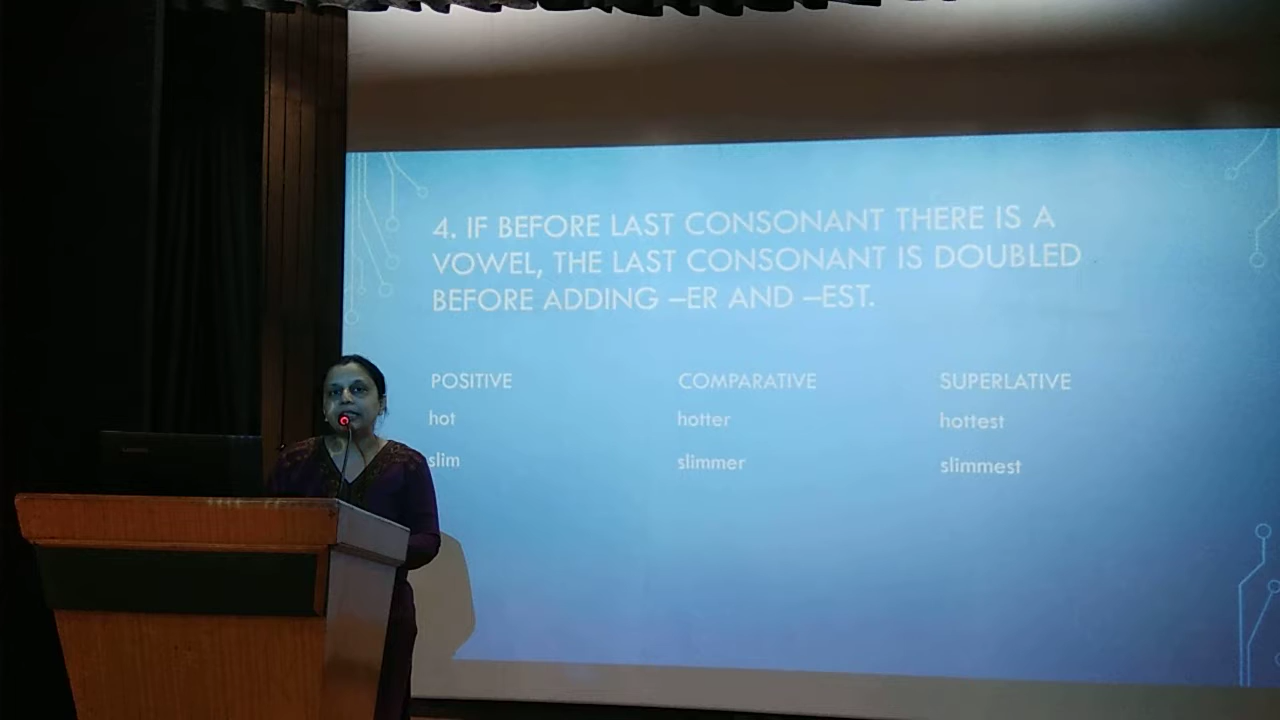 4. IF BEFORE LAST CONSONANT THERE IS A
VOWEL, THE LAST CONSONANT IS DOUBLED
BEFORE ADDING –ER AND –EST.
POSITIVE COMPARATIVE SUPERLATIVE
hot hotter hottest
slim slimmer slimmest